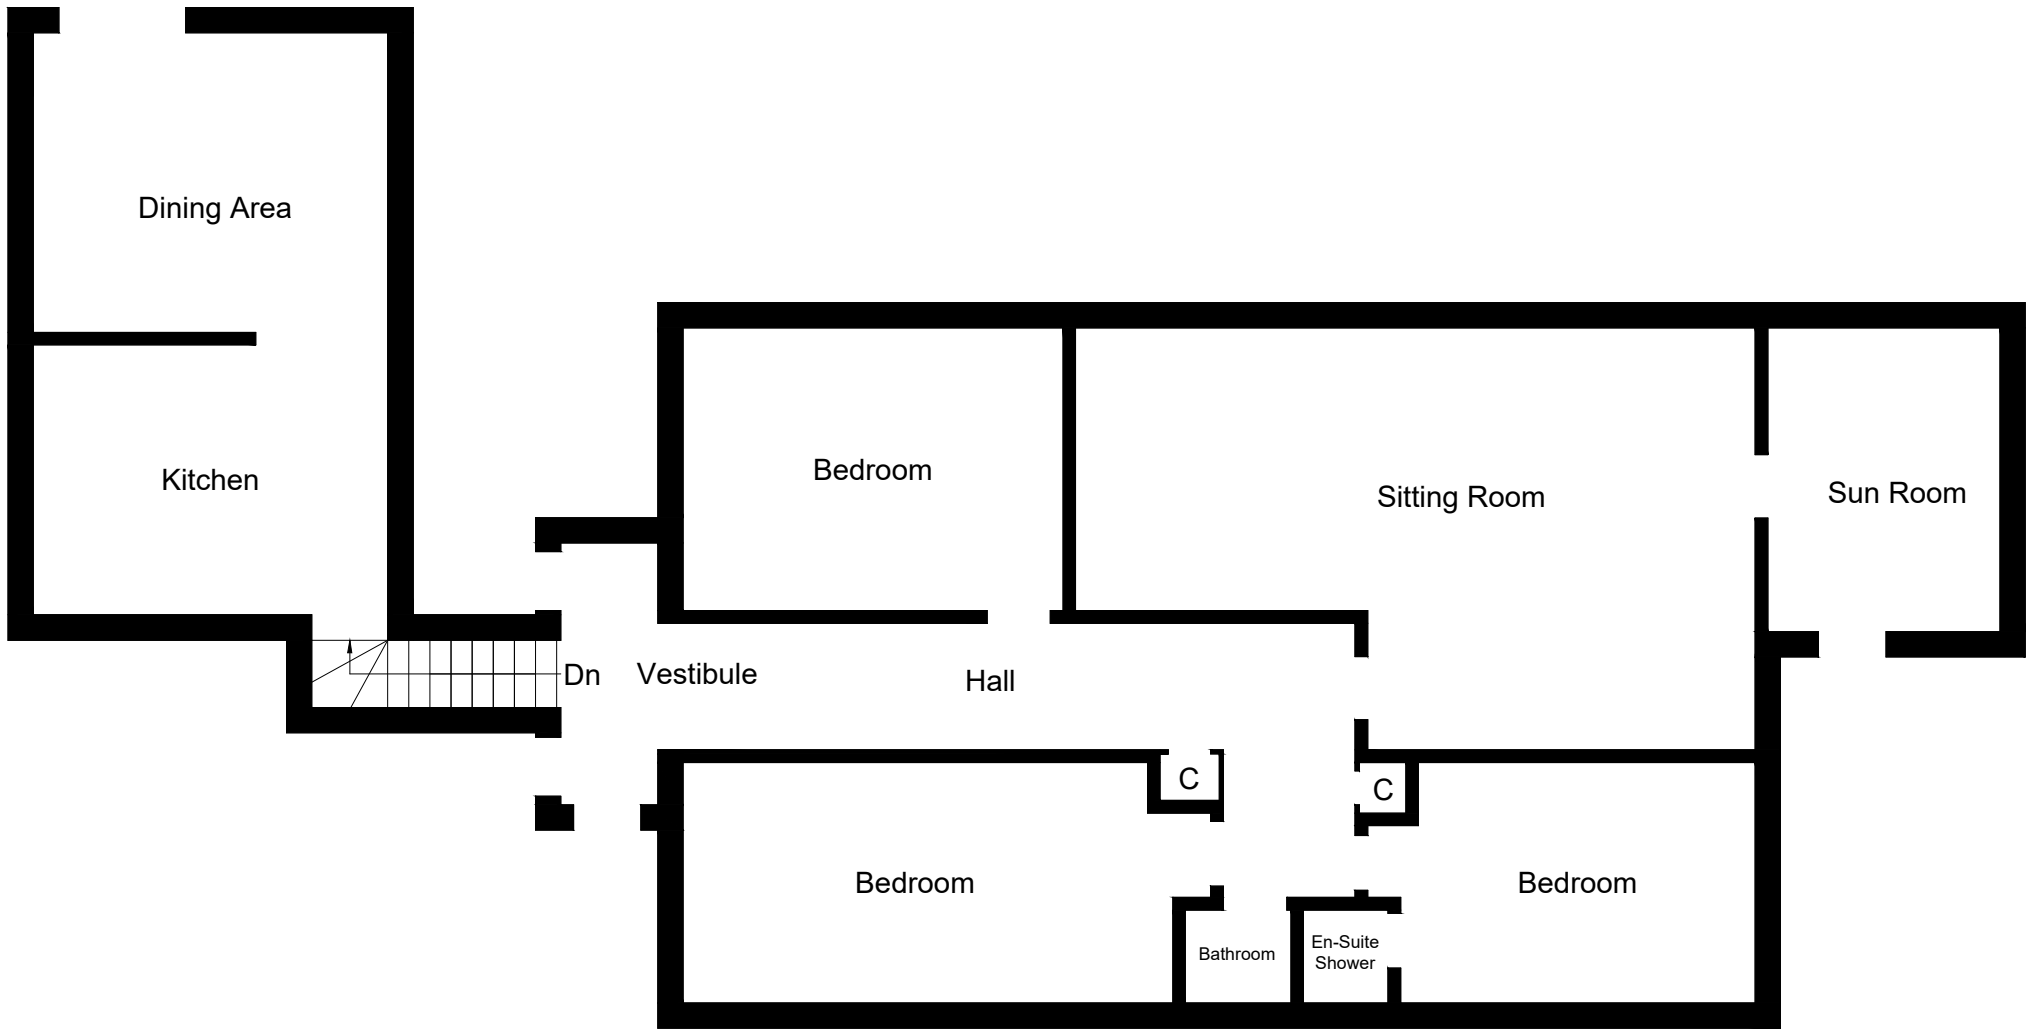 Dining Area
Kitchen
Bedroom
Sitting Room
Sun Room
Dn
Vestibule
Hall
C
C
Bedroom
Bedroom
Bathroom
En-Suite
Shower